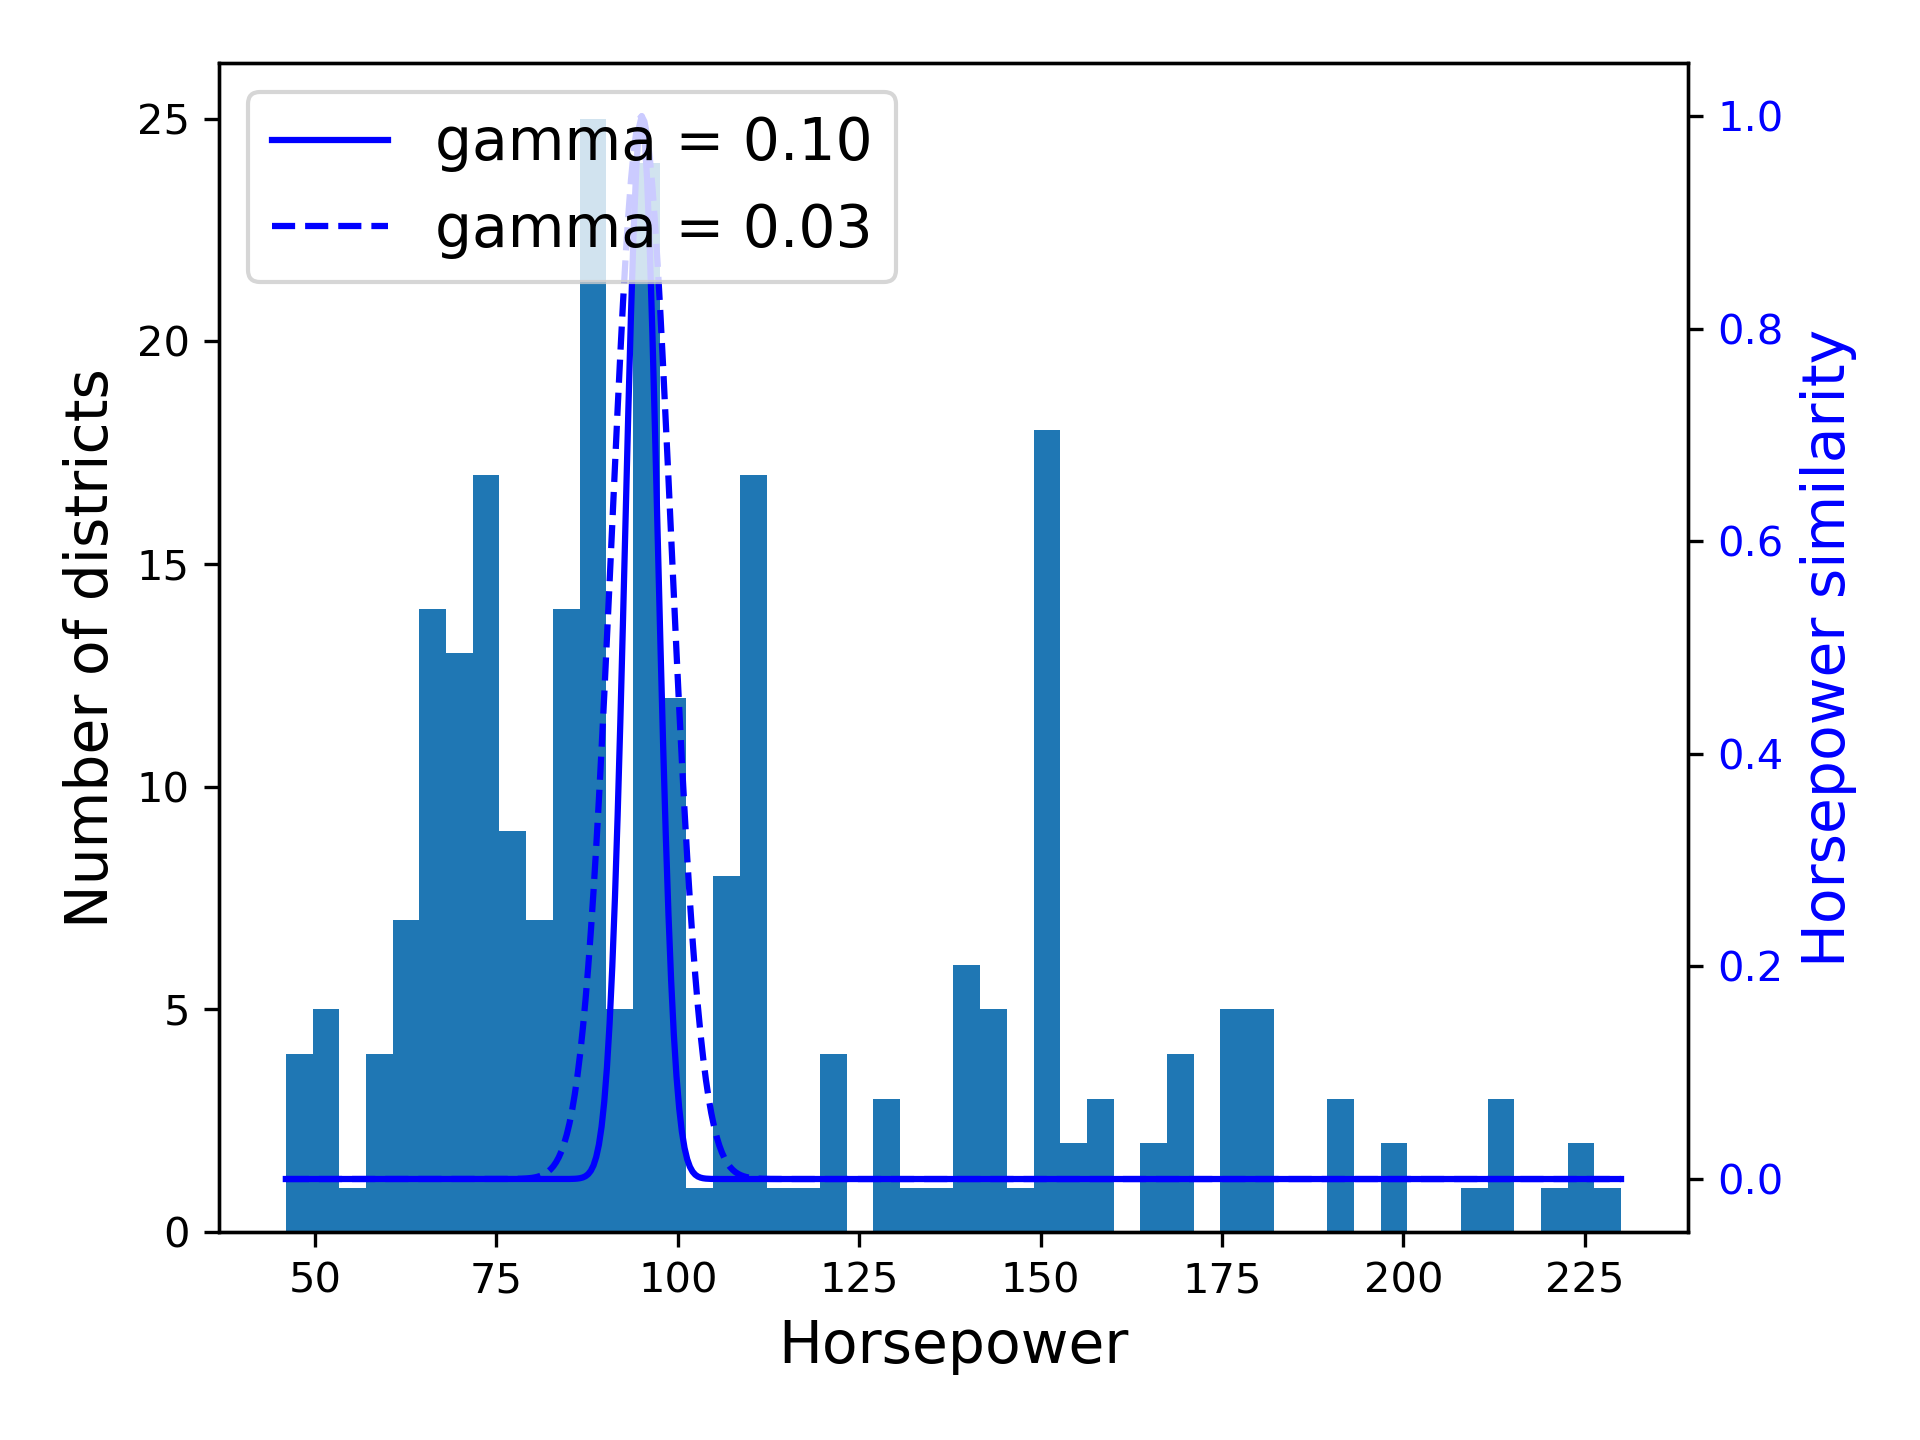 gamma = 0.10
gamma = 0.03
25
20
15
10
5
0
Number of districts
1.0
0.8
0.6
0.4
0.2
0.0
Horsepower similarity
50 75 100 125 150 175 200 225
Horsepower